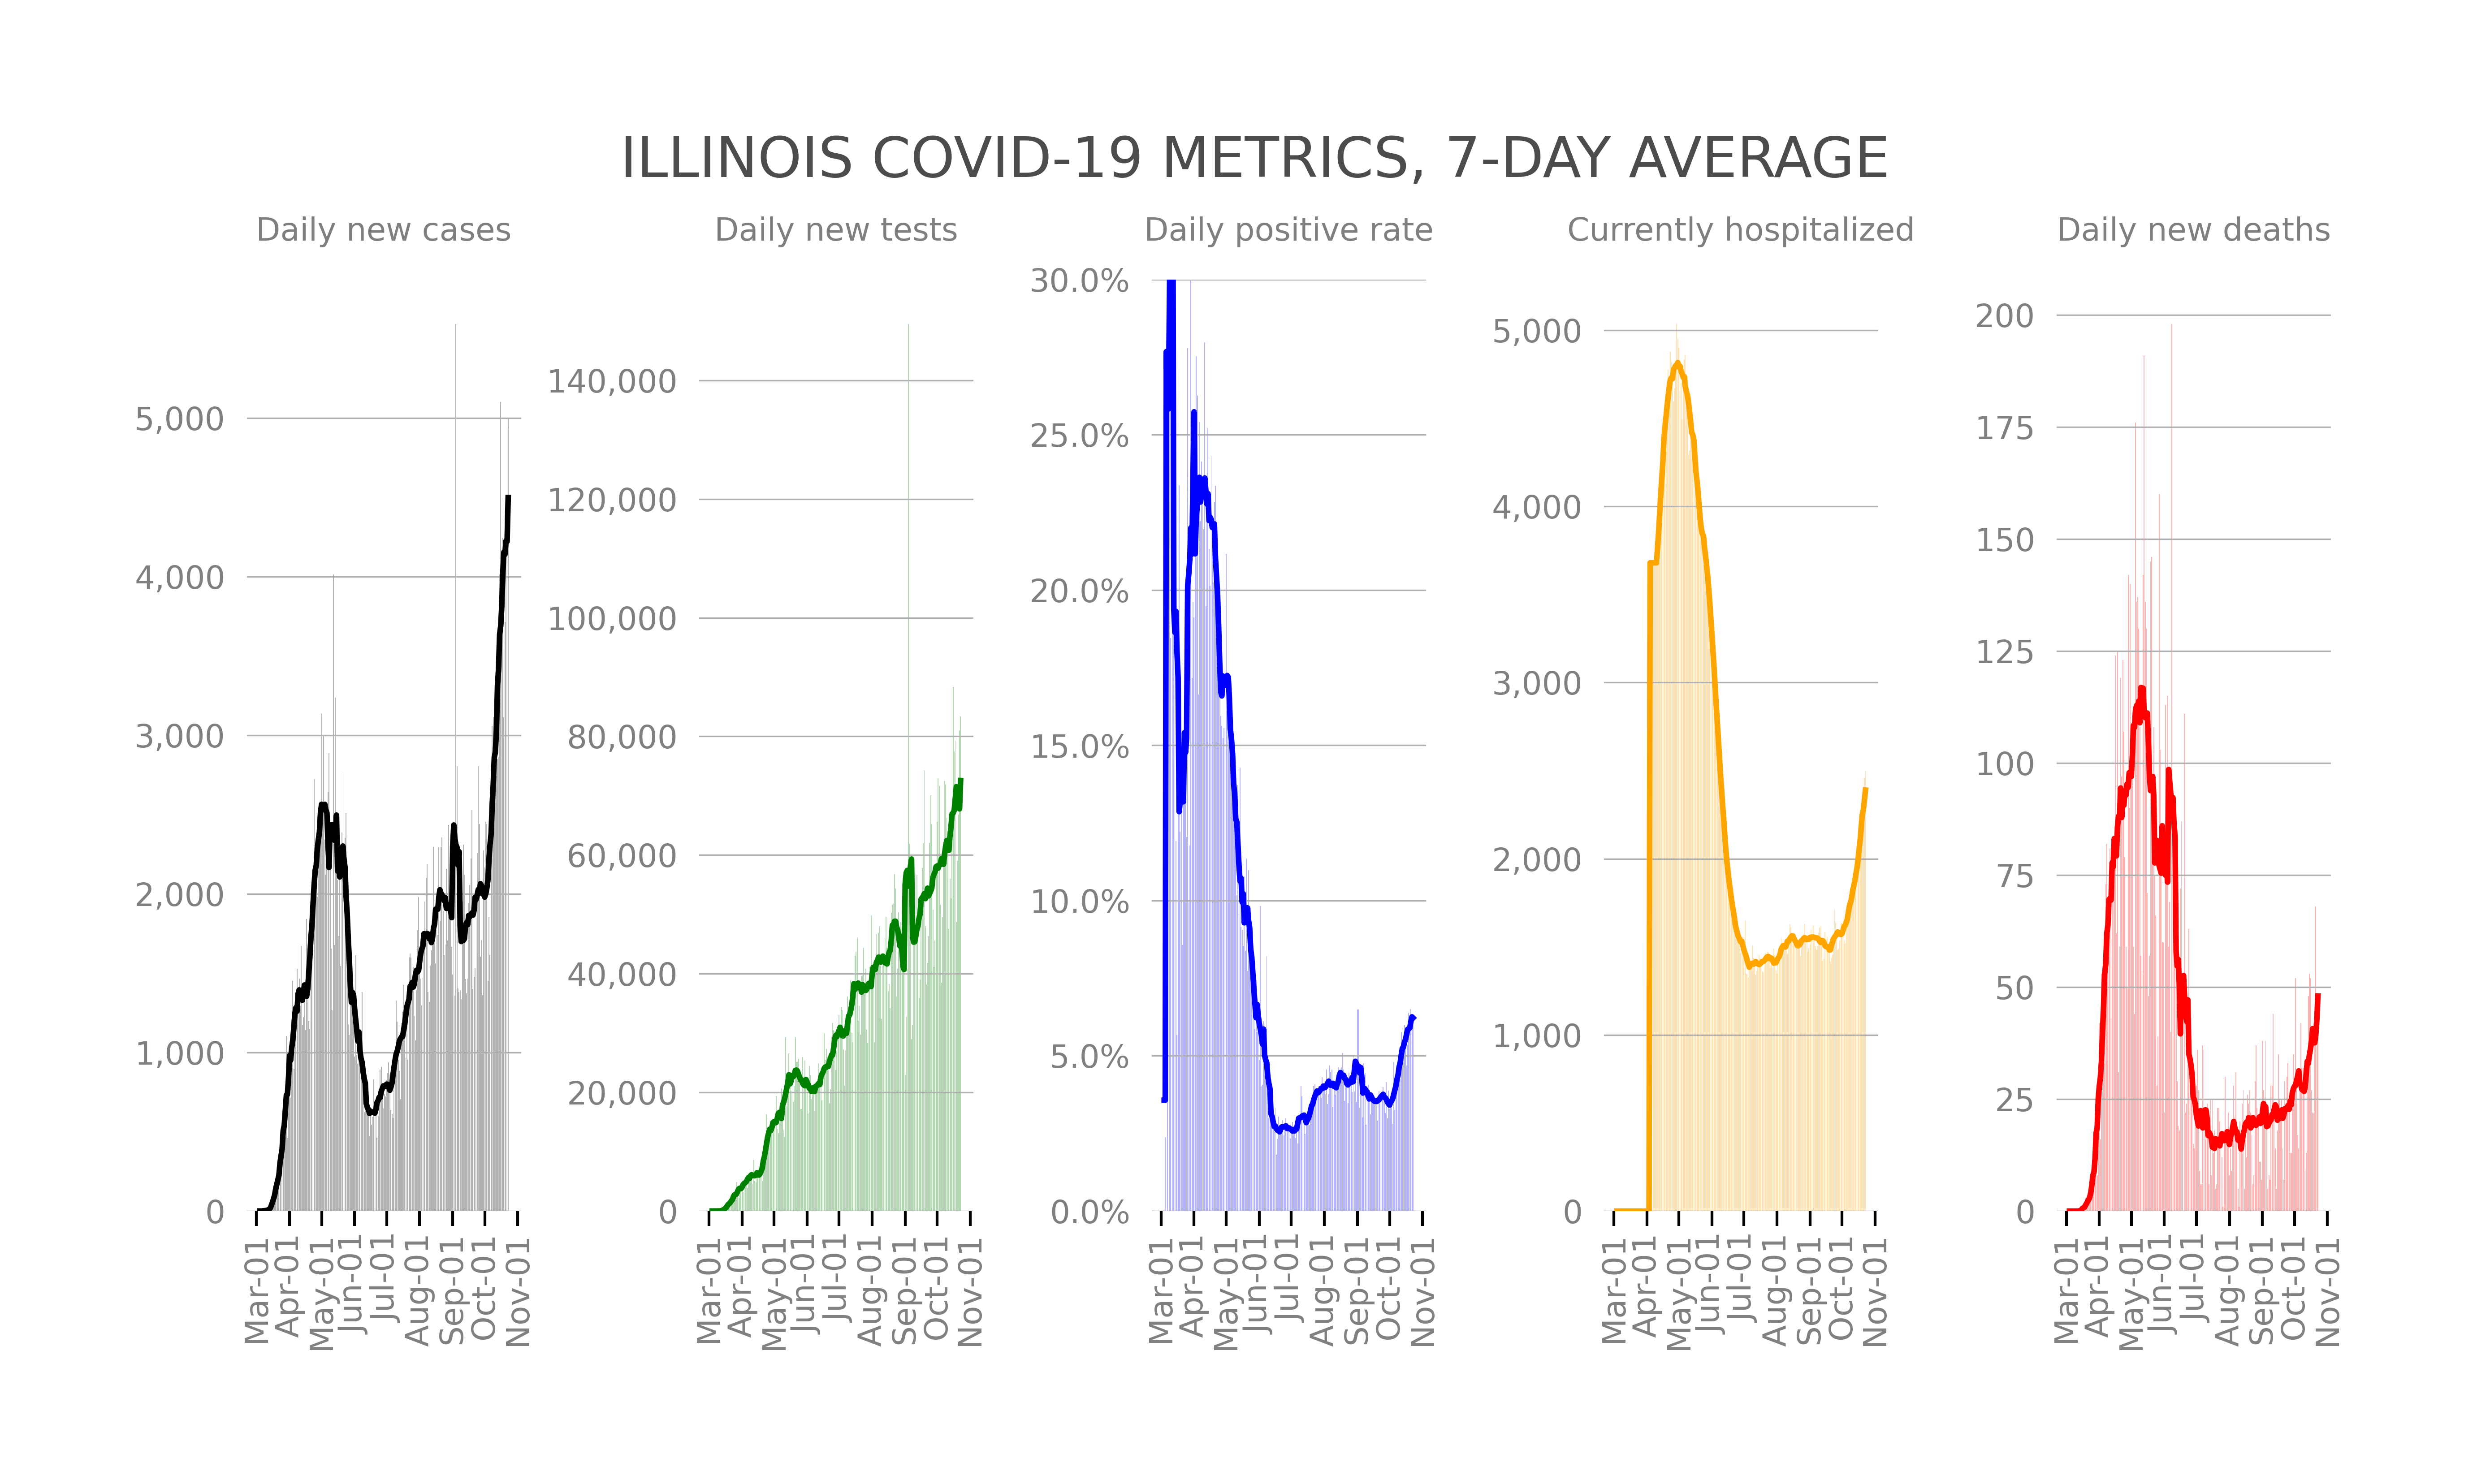 ILLINOIS COVID-19 METRICS, 7-DAY AVERAGE
Daily new cases
5,000
4,000
3,000
2,000
1,000
0
Mar-01
Apr-01
May-01
Jun-01
Jul-01
Aug-01
Sep-01
Oct-01
Nov-01
Daily new tests
140,000
120,000
100,000
80,000
60,000
40,000
20,000
0
Mar-01
Apr-01
May-01
Jun-01
Jul-01
Aug-01
Sep-01
Oct-01
Nov-01
Daily positive rate
30.0%
25.0%
20.0%
15.0%
10.0%
5.0%
0.0%
Mar-01
Apr-01
May-01
Jun-01
Jul-01
Aug-01
Sep-01
Oct-01
Nov-01
Currently hospitalized
5,000
4,000
3,000
2,000
1,000
0
Mar-01
Apr-01
May-01
Jun-01
Jul-01
Aug-01
Sep-01
Oct-01
Nov-01
Daily new deaths
200
175
150
125
100
75
50
25
0
Mar-01
Apr-01
May-01
Jun-01
Jul-01
Aug-01
Sep-01
Oct-01
Nov-01